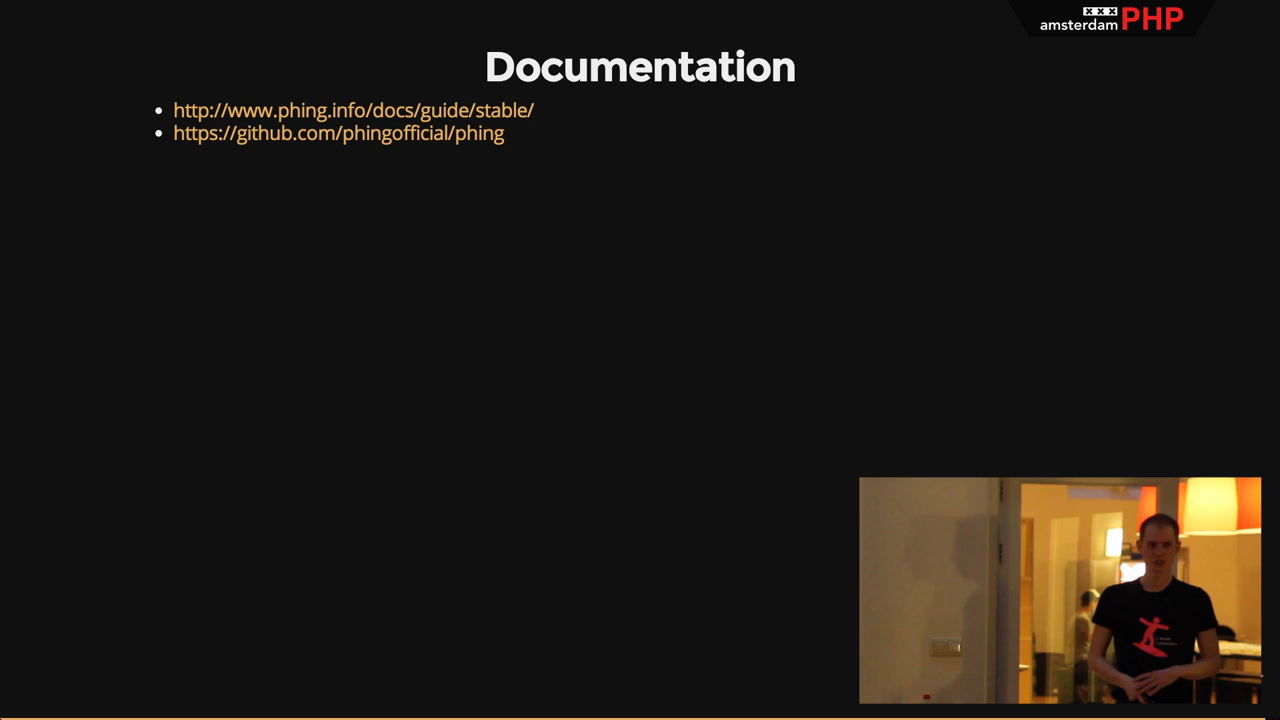 amsterdam PHP
Documentation
http://www.phing.info/docs/guide/stable/
https://github.com/phingofficial/phing